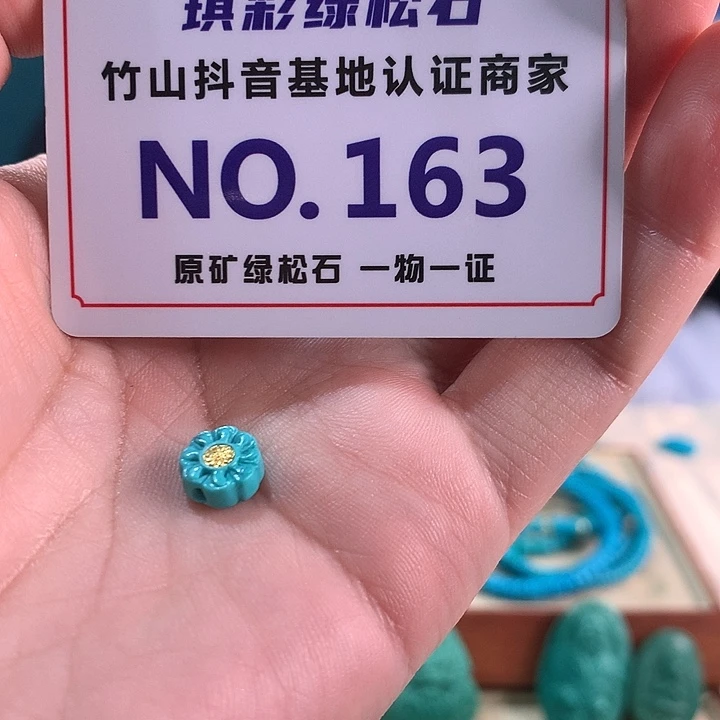 琪彩绿松石
竹山抖音基地认证商家
NO.163
原矿绿松石 一物一证